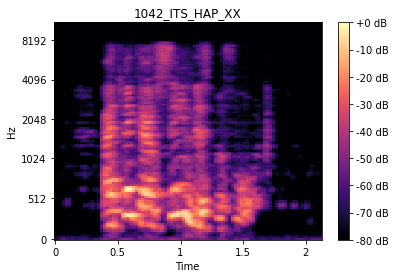 1042_ITS_HAP_XX
8192
4096
2048
1024
512
0
Hz
0
0.5
1
1.5
2
Time
+0 dB
-10 dB
-20 dB
-30 dB
-40 dB
-50 dB
-60 dB
-70 dB
-80 dB